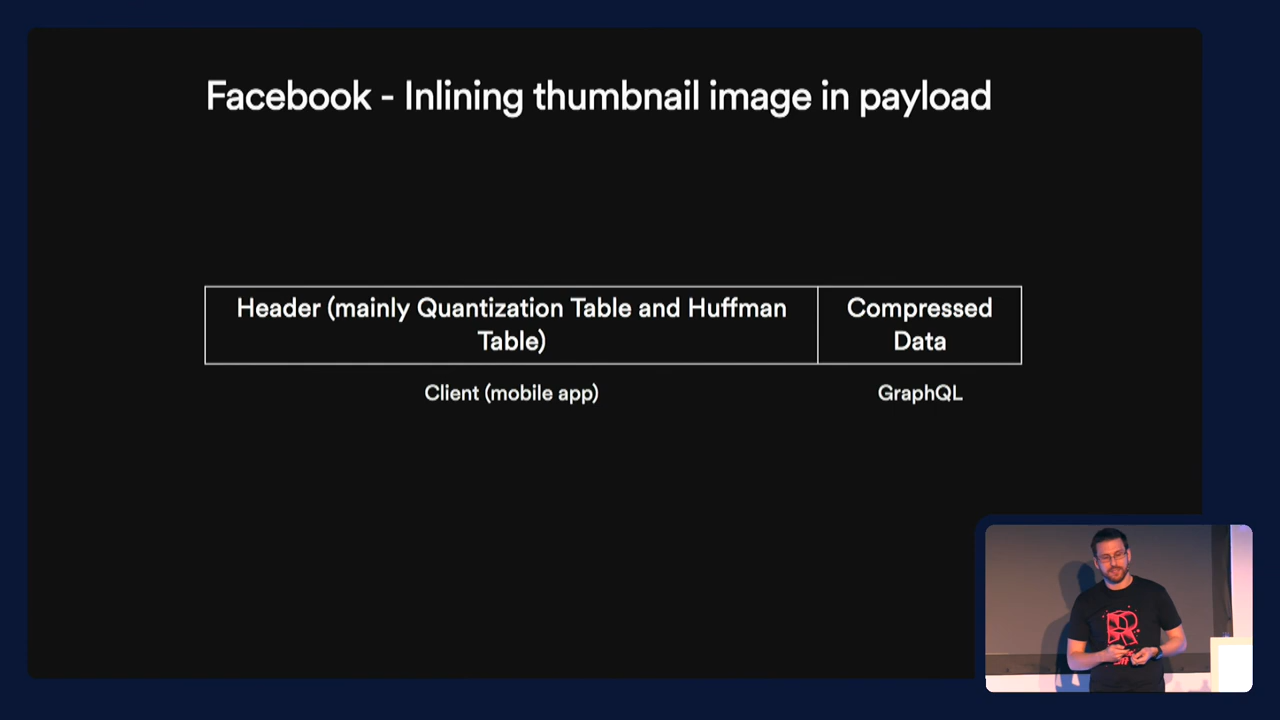 Facebook - Inlining thumbnail image in payload
Header (mainly Quantization Table and Huffman
Table)
Compressed
Data
Client (mobile app)
GraphQL